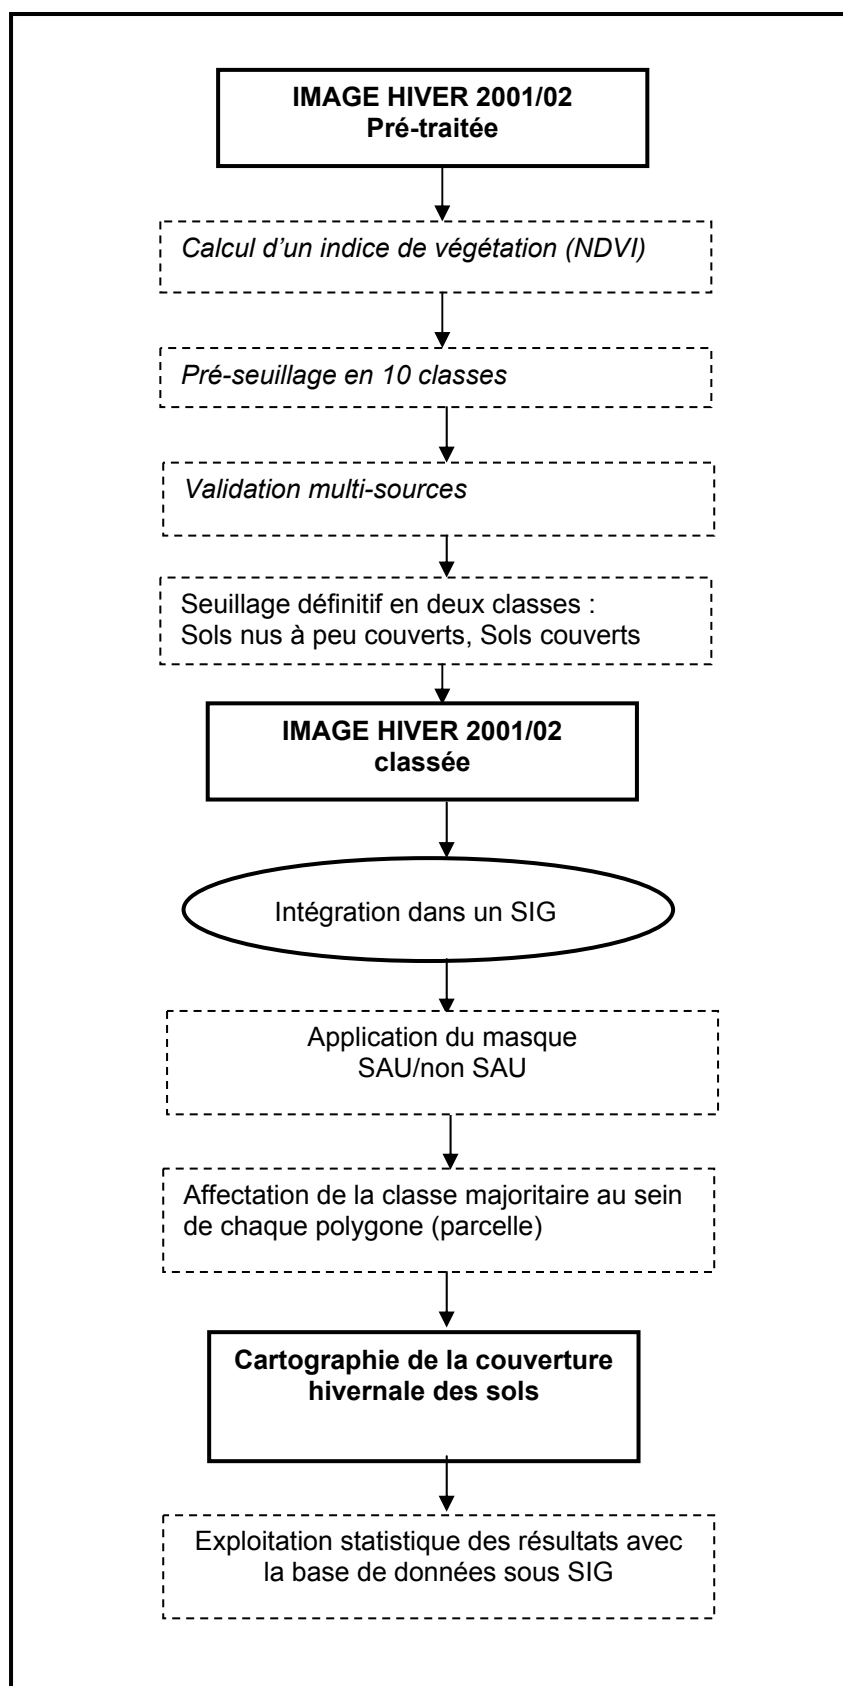 IMAGE HIVER 2001/02
Pré-traitée
Calcul d’un indice de végétation (NDVI)
Pré-seuillage en 10 classes
Validation multi-sources
Seuillage définitif en deux classes :
Sols nus à peu couverts, Sols couverts
IMAGE HIVER 2001/02
classée
Intégration dans un SIG
Application du masque
SAU/non SAU
Affectation de la classe majoritaire au sein
de chaque polygone (parcelle)
Cartographie de la couverture
hivernale des sols
Exploitation statistique des résultats avec
la base de données sous SIG